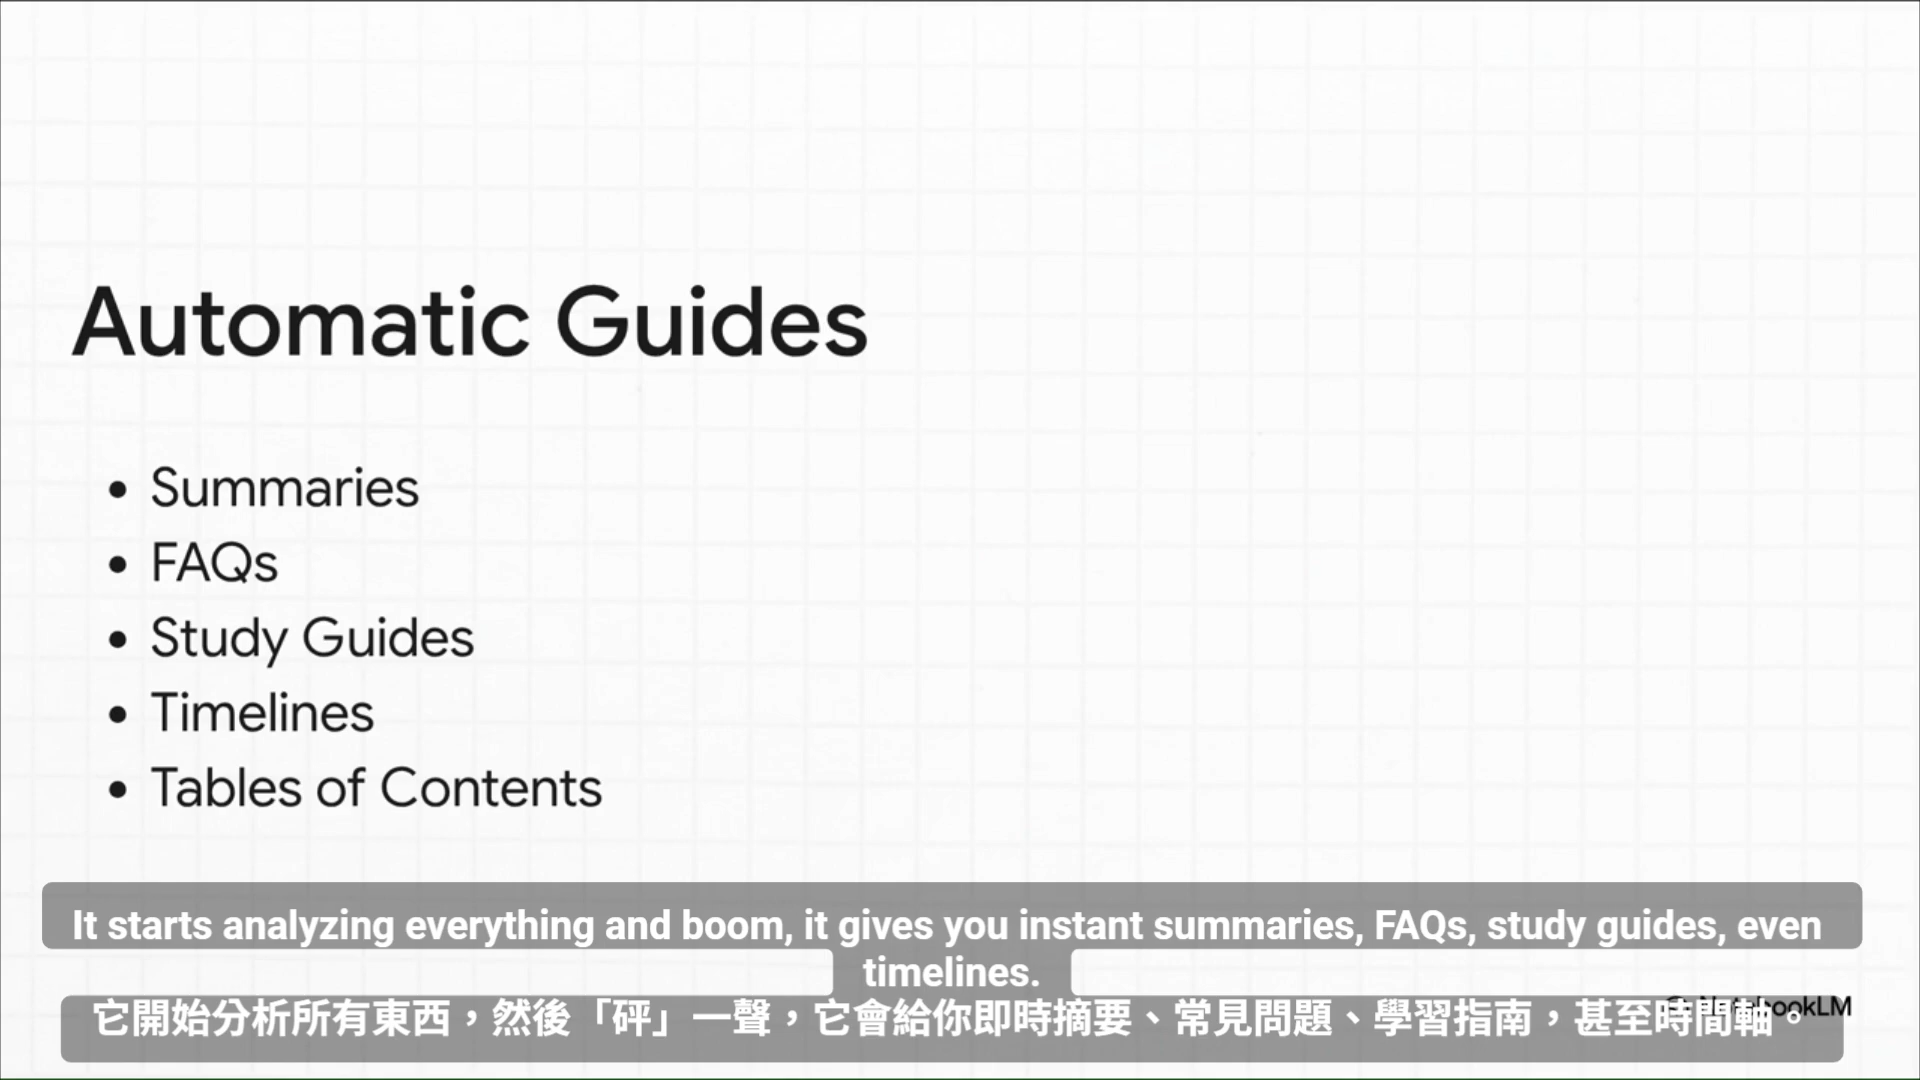 Automatic Guides
• Summaries
• FAQs
• Study Guides
• Timelines
• Tables of Contents
It starts analyzing everything and boom, it gives you instant summaries, FAQs, study guides, even
timelines.
它開始分析所有東西，然後「砰」一聲，它會給你即時摘要、常見問題、學習指南，甚至時間軸。
NotebookLM